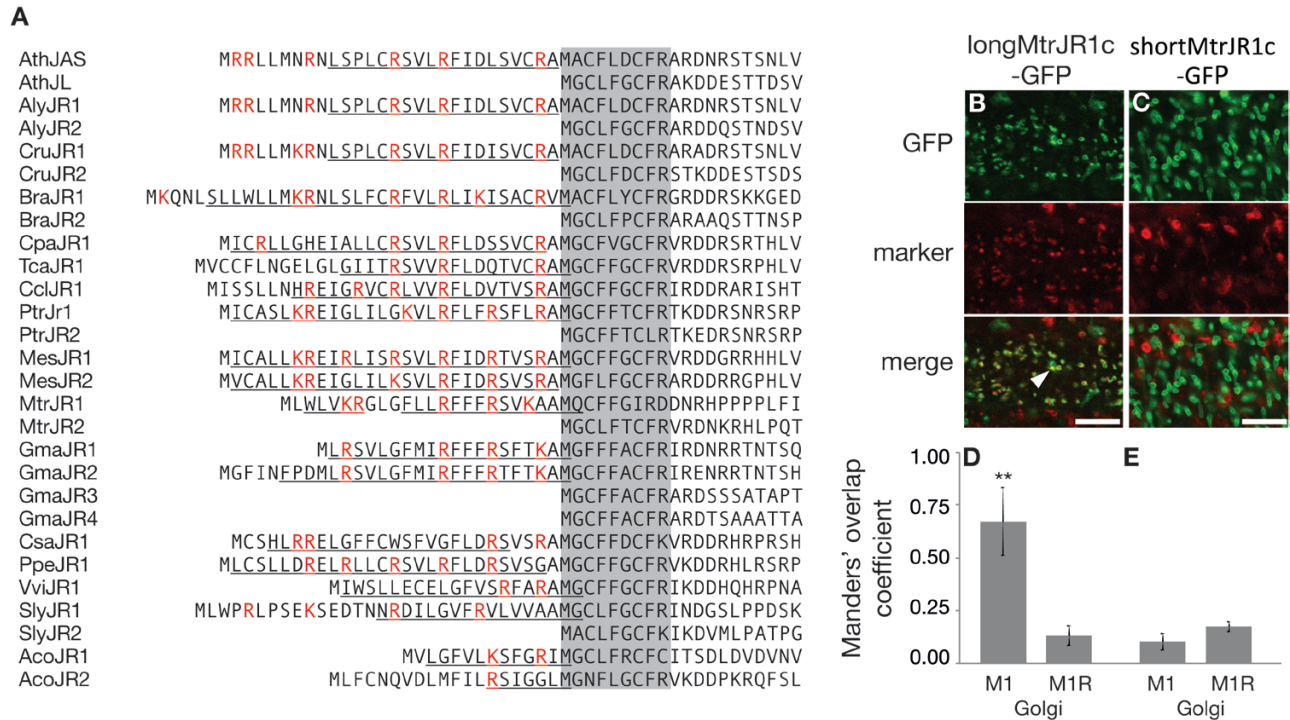 A
AthJAS MRRLLMNRNLSPLCRSVLRFIDLSVCRAMACFLDCFRARDNRSTSNLV
AthJL MGCLFGCFRAKDDESTTDSV
AlyJR1 MRRLLMNRNLSPLCRSVLRFIDLSVCRAMACFLDCFRARDNRSTSNLV
AlyJR2 MGCLFGCFRARDDQSTNDSV
CruJR1 MRRLLMKRNLSPLCRSVLRFIDISVCRAMACFLDCFRARADRSTSNLV
CruJR2 MGCLFDCFRSTKDDESTSDS
BraJR1 MKQNLSLLWLLMKRNLSLFCRFVLRLIKISACRVMACFLYCFRGRDDRSKKGED
BraJR2 MGCLFPCFRARAAQSTTNSP
CpaJR1 MICRLLGHEIALLCRSVLRFLDSSVCRAMGCFVGCFRVRDDRSRTHLV
TcaJR1 MVCCFLNGELGLGIITRSVVRFLDQTVCRAMGCFFGCFRVRDDRSRPHLV
CclJR1 MISSLLNHREIGRVCRLVVRFLDVTVSRAMGCFFGCFRIRDDRARISHT
PtrJr1 MICASLKREIGLILGKVLRFLFRSFLRAMGCFFTCFRTKDDRSNRSRP
PtrJR2 MGCFFTCLRTKEDRSNRSRP
MesJR1 MICALLKREIRLISRSVLRFIDRTVSRAMGCFFGCFRVRDDGRRHHLV
MesJR2 MVCALLKREIGLILKSVLRFIDRSVSRAMGFLFGCFRARDDRRGPHLV
MtrJR1 MLWLVKRGLGFLLRFFFRSVKAAMQCFFGIRDDNRHPPPPLFI
MtrJR2 MGCLFTCFRVRDNKRHLPQT
GmaJR1 MLRSVLGFMIRFFFRSFTKAMGFFFACFRIRDNRRTNTSQ
GmaJR2 MGFINFPDMLRSVLGFMIRFFFRTFTKAMGCFFACFRIRENRRTNTSH
GmaJR3 MGCFFACFRARDSSSATAPT
GmaJR4 MGCFFACFRARDTSAAATTA
CsaJR1 MCSHLRRELGFFCWSFVGFLDRSVSRAMGCFFDCFKVRDDRHRPRSH
PpeJR1 MLCSLLDRELRLLCRSVLRFLDRSVSGAMGCFFGCFRVRDDRHLRSRP
VviJR1 MIWSLLECELGFVSRFARAMGCFFGCFRIKDDHQHRPNA
SlyJR1 MLWPRLPSEKSEDTNNRDILGVFRVLVVAAMGCFLGCFRINDGSLPPDSK
SlyJR2 MACLFGCFKIKDVMLPATPG
AcoJR1 MVLGFVLKSFGRIMGCLFRCFCITSDLDVDVNV
AcoJR2 MLFCNQVDLMFILRSIGGLMGNFLGCFRVKDDPKRQFSL
longMtrJR1c shortMtrJR1c
-GFP -GFP
B C
GFP
marker
merge
D E
Manders' overlap
coefficient
1.00
**
0.75
0.50
0.25
0.00
M1 M1R M1 M1R
Golgi Golgi